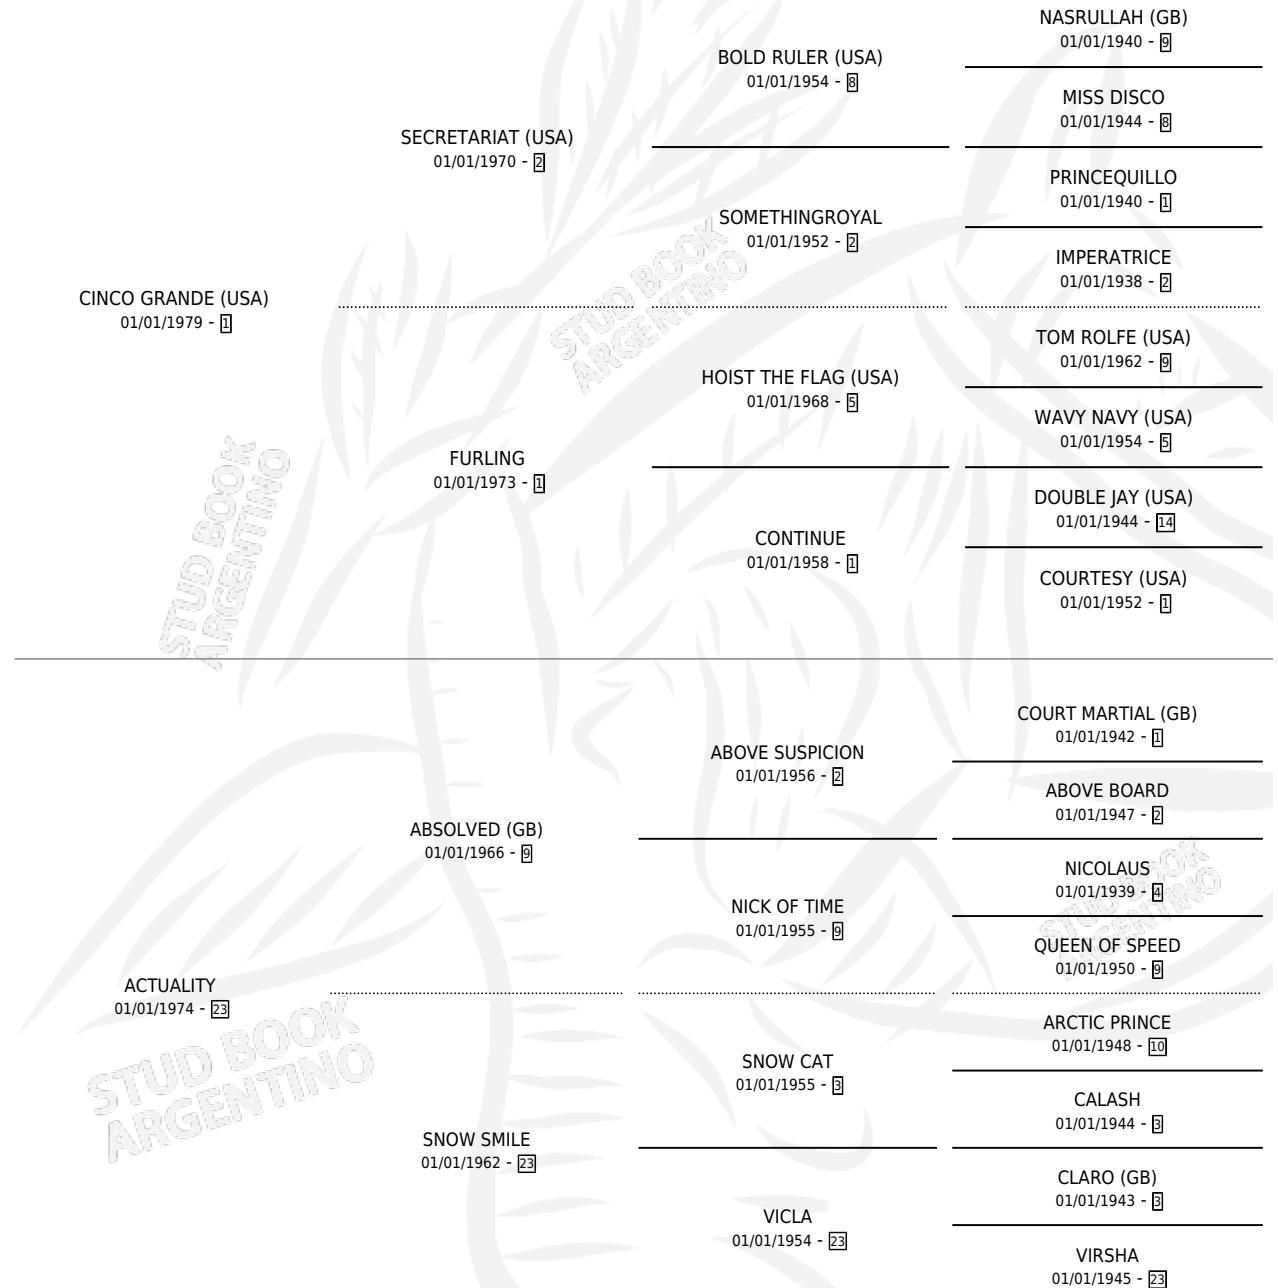 NASRULLAH (GB)
01/01/1940 - 9
BOLD RULER (USA)
01/01/1954 - 8
MISS DISCO
01/01/1944 - 8
SECRETARIAT (USA)
01/01/1970 - 2
PRINCEQUILLO
01/01/1940 - 1
SOMETHINGROYAL
01/01/1952 - 2
IMPERATRICE
01/01/1938 - 2
CINCO GRANDE (USA)
01/01/1979 - 1
STUD BOOK
ARGENTINO
TOM ROLFE (USA)
01/01/1962 - 9
HOIST THE FLAG (USA)
01/01/1968 - 5
WAVY NAVY (USA)
01/01/1954 - 5
FURLING
01/01/1973 - 1
DOUBLE JAY (USA)
01/01/1944 - 14
CONTINUE
01/01/1958 - 1
COURTESY (USA)
01/01/1952 - 1
STUD BOOK
ARGENTINO
COURT MARTIAL (GB)
01/01/1942 - 1
ABOVE SUSPICION
01/01/1956 - 2
ABOVE BOARD
01/01/1947 - 2
ABSOLVED (GB)
01/01/1966 - 9
NICOLAUS
01/01/1939 - 4
NICK OF TIME
01/01/1955 - 9
QUEEN OF SPEED
01/01/1950 - 9
STUD BOOK
ARGENTINO
ACTUALITY
01/01/1974 - 23
ARCTIC PRINCE
01/01/1948 - 10
SNOW CAT
01/01/1955 - 3
CALASH
01/01/1944 - 3
STUD BOOK
ARGENTINO
SNOW SMILE
01/01/1962 - 23
CLARO (GB)
01/01/1943 - 3
VICLA
01/01/1954 - 23
VIRSHA
01/01/1945 - 23